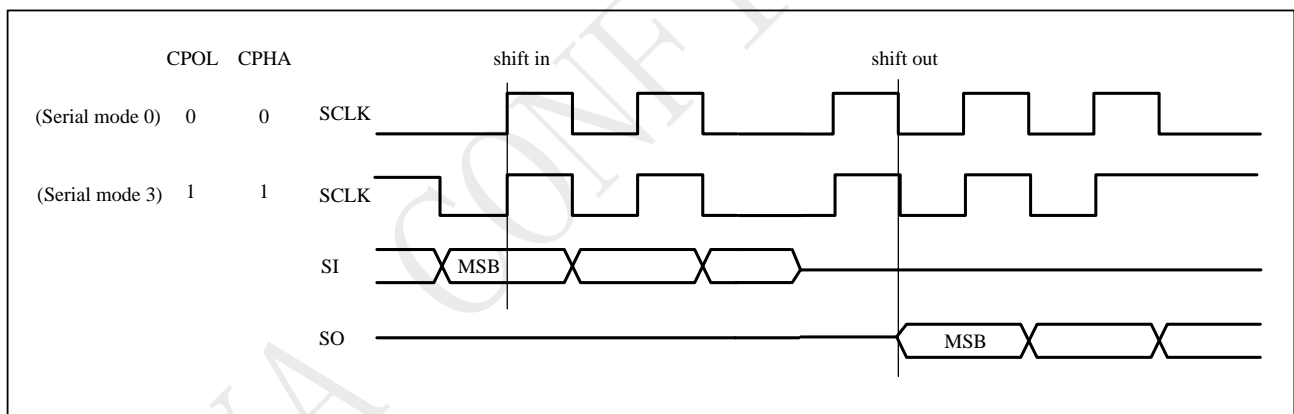 CPOL CPHA shift in shift out
(Serial mode 0) 0 0 SCLK
(Serial mode 3) 1 1 SCLK
SI MSB
SO MSB